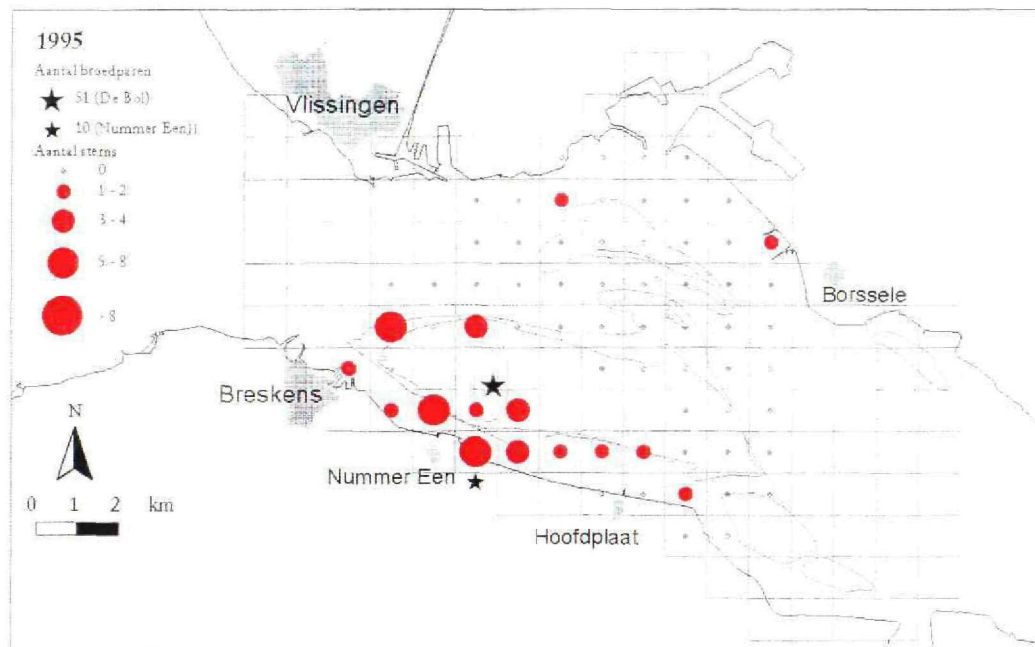 1995
Aantal broedparen
51 (De Bol)
10 (Nummer Een))
Aantal sterns
0
1 - 2
3 - 4
5 - 8
- 8
Vlissingen
Borssele
Breskens
Nummer Een
Hoofdplaat
N
0 1 2 km